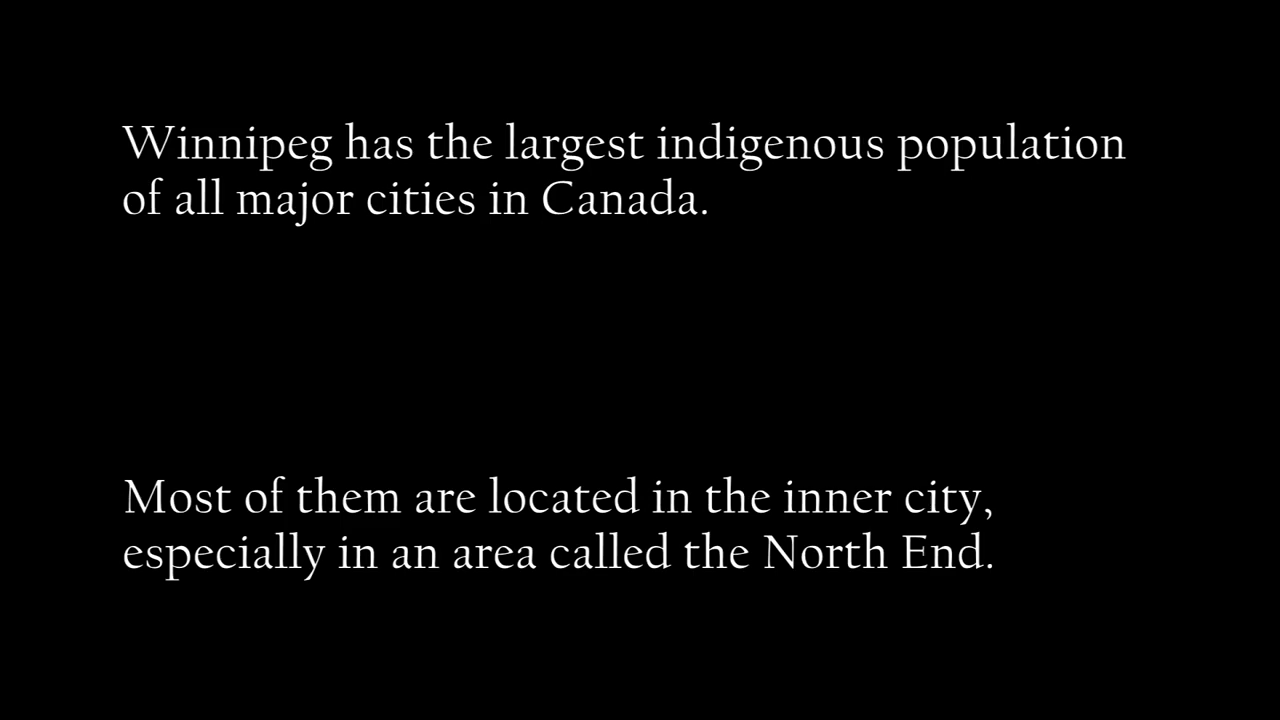 Winnipeg has the largest indigenous population
of all major cities in Canada.
Most of them are located in the inner city,
especially in an area called the North End.